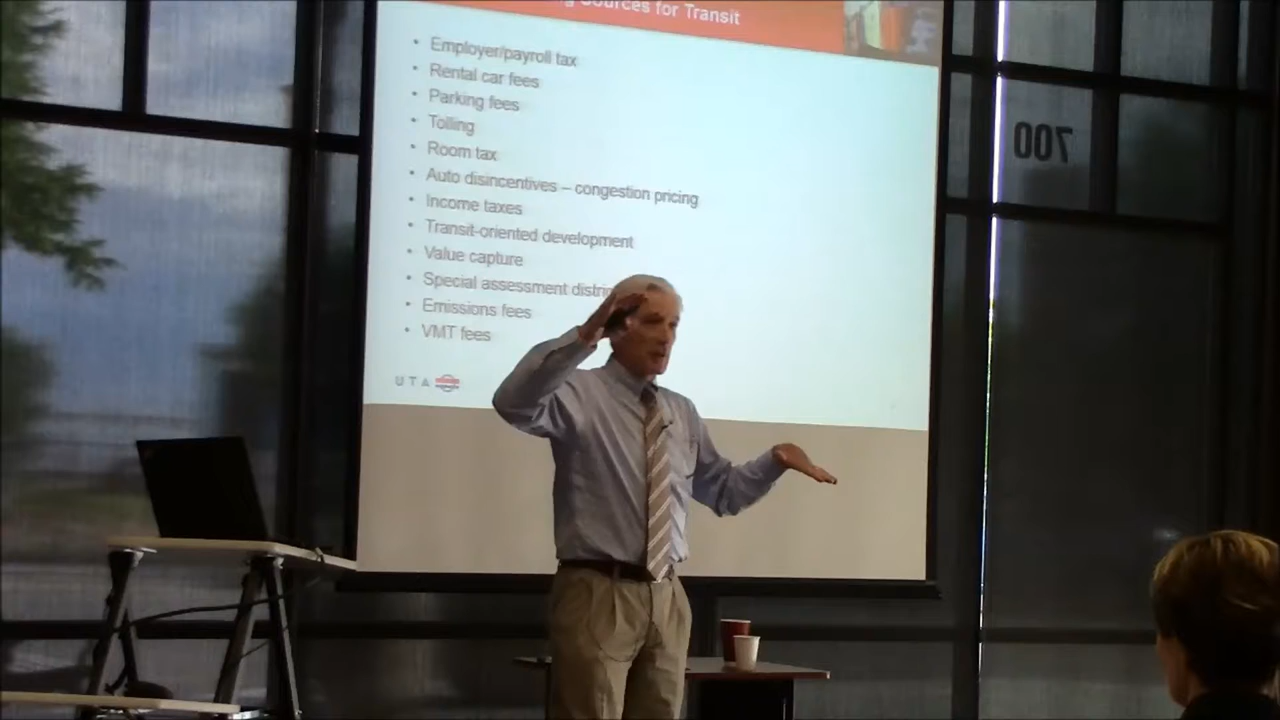 Sources for Transit
• Employer/payroll tax
• Rental car fees
• Parking fees
• Tolling
• Room tax
• Auto disincentives – congestion pricing
• Income taxes
• Transit-oriented development
• Value capture
• Special assessment
• Emissions fees
• VMT fees
UTA
700